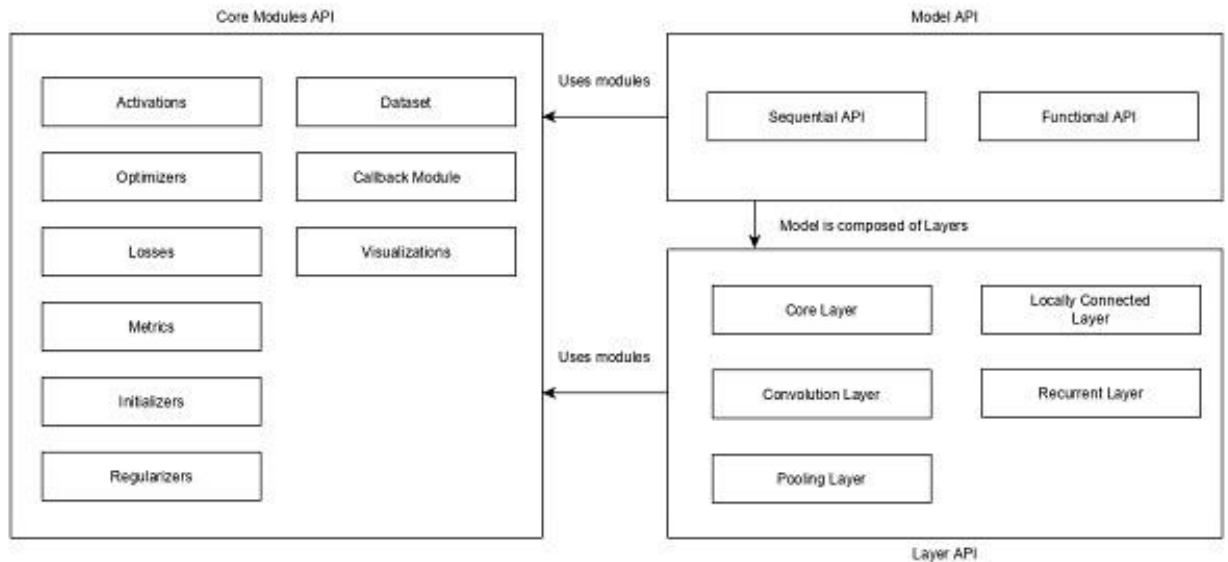 Core Modules API
Activations
Dataset
Optimizers
Callback Module
Losses
Visualizations
Metrics
Initializers
Regularizers
Uses modules
Uses modules
Model API
Sequential API
Functional API
Model is composed of Layers
Core Layer
Locally Connected
Layer
Convolution Layer
Recurrent Layer
Pooling Layer
Layer API